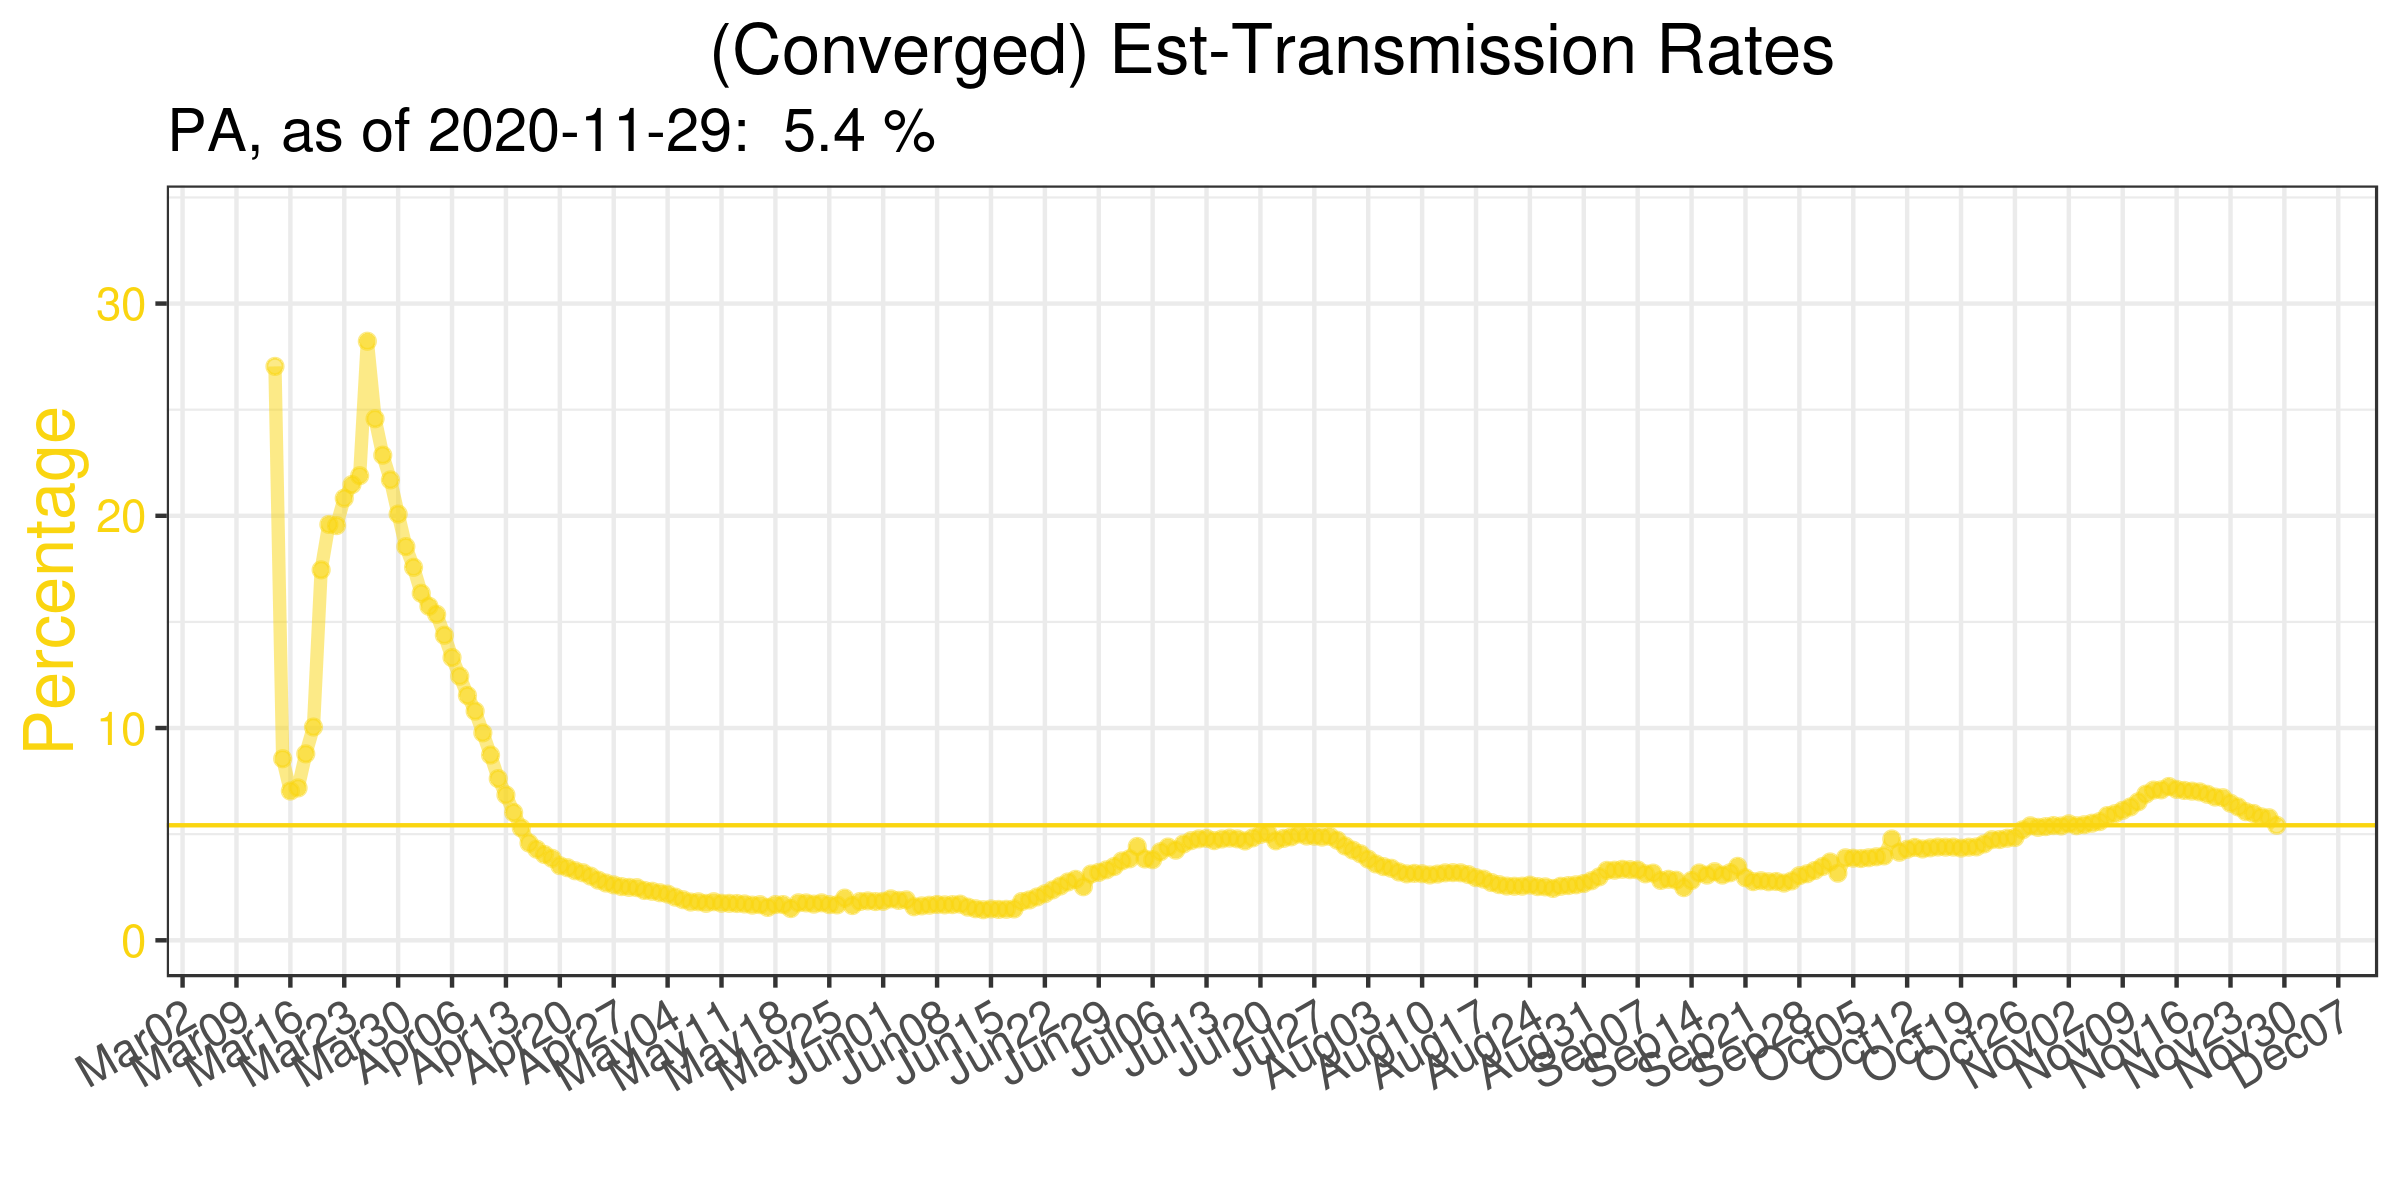 (Converged) Est-Transmission Rates
PA, as of 2020-11-29:  5.4 %
Percentage
30
20
10
0
Mar02
Mar09
Mar16
Mar23
Mar30
Apr06
Apr13
Apr20
Apr27
May04
May11
May18
May25
Jun01
Jun08
Jun15
Jun22
Jun29
Jul06
Jul13
Jul20
Jul27
Aug03
Aug10
Aug17
Aug24
Aug31
Sep07
Sep14
Sep21
Sep28
Oct05
Oct12
Oct19
Oct26
Nov02
Nov09
Nov16
Nov23
Nov30
Dec07